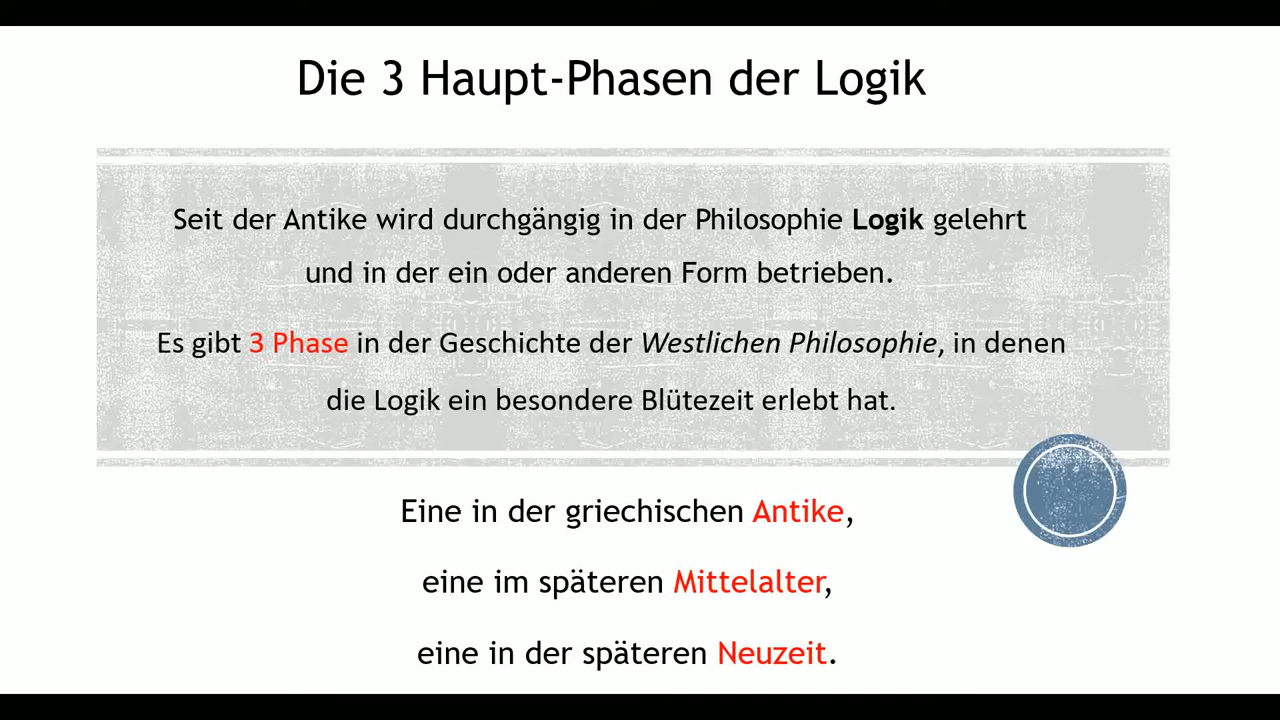 Die 3 Haupt-Phasen der Logik
Seit der Antike wird durchgängig in der Philosophie Logik gelehrt
und in der ein oder anderen Form betrieben.
Es gibt 3 Phase in der Geschichte der Westlichen Philosophie, in denen
die Logik ein besondere Blütezeit erlebt hat.
Eine in der griechischen Antike,
eine im späteren Mittelalter,
eine in der späteren Neuzeit.